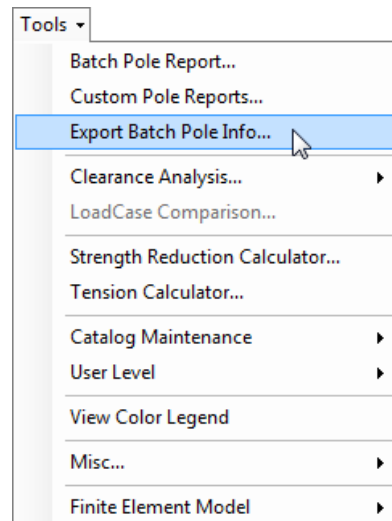 Tools
Batch Pole Report...
Custom Pole Reports...
Export Batch Pole Info...
Clearance Analysis...
LoadCase Comparison...
Strength Reduction Calculator...
Tension Calculator...
Catalog Maintenance
User Level
View Color Legend
Misc...
Finite Element Model